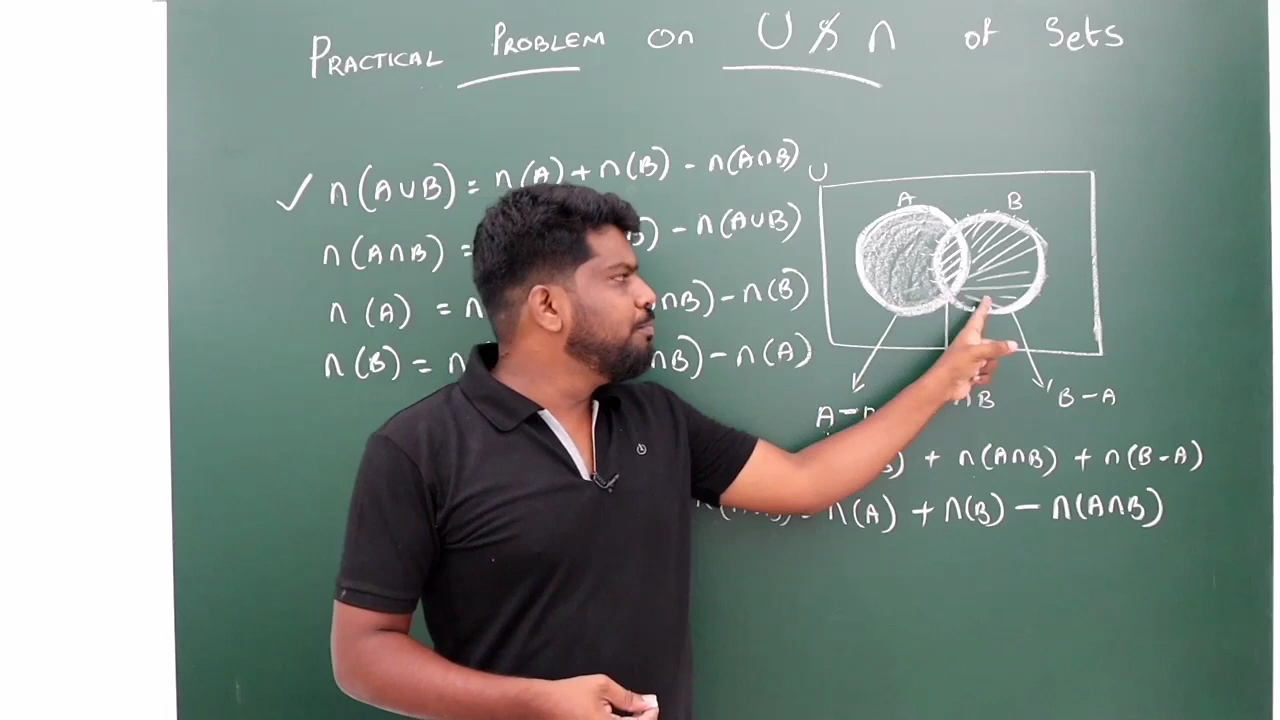 PRACTICAL PROBLEM On U & ∩ of Sets
✓ n(A∪B) = n(A) + n(B) - n(A∩B)
n(A∩B) = B) - n(A∪B)
n(A) = n ∩B) - n(B)
n(B) = n ∩B) - n(A)
U
A B
B B - A
) + n(A∩B) + n(B-A)
n(A) + n(B) - n(A∩B)